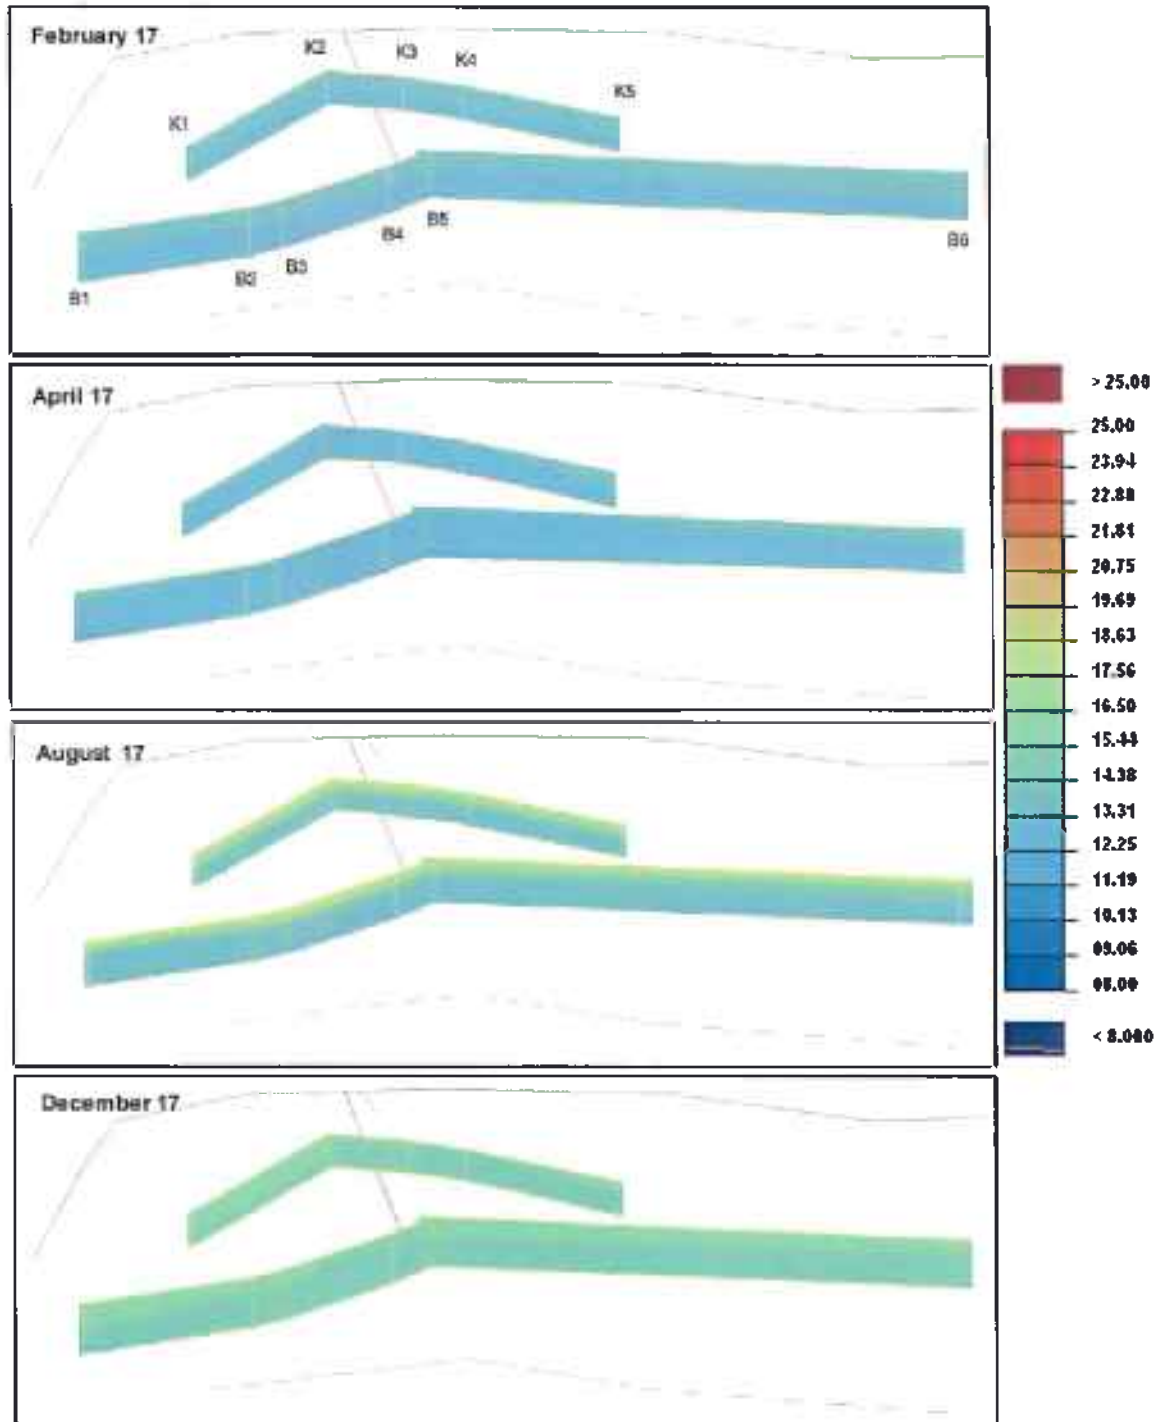 February 17
K1
K2
K3
K4
K5
B1
B2
B3
B4
B5
B6
April 17
August 17
December 17
> 25.00
25.00
23.94
22.88
21.81
20.75
19.69
18.63
17.56
16.50
15.44
14.38
13.31
12.25
11.19
10.13
09.06
08.00
< 8.000